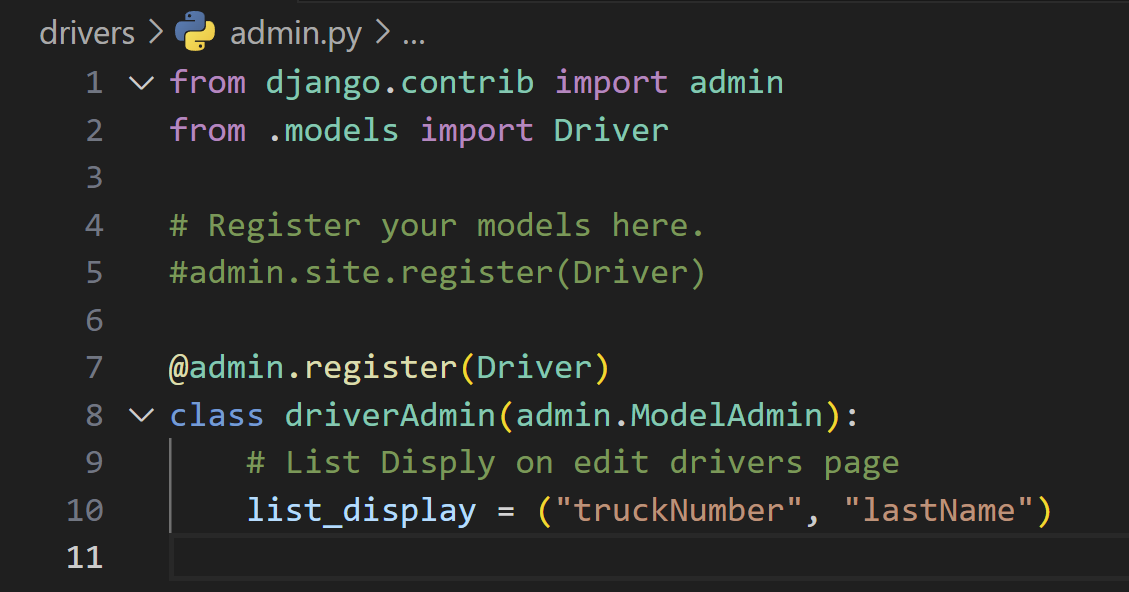 drivers > admin.py > ...
1 from django.contrib import admin
2 from .models import Driver
3
4 # Register your models here.
5 #admin.site.register(Driver)
6
7 @admin.register(Driver)
8 class driverAdmin(admin.ModelAdmin):
9     # List Disply on edit drivers page
10     list_display = ("truckNumber", "lastName")
11